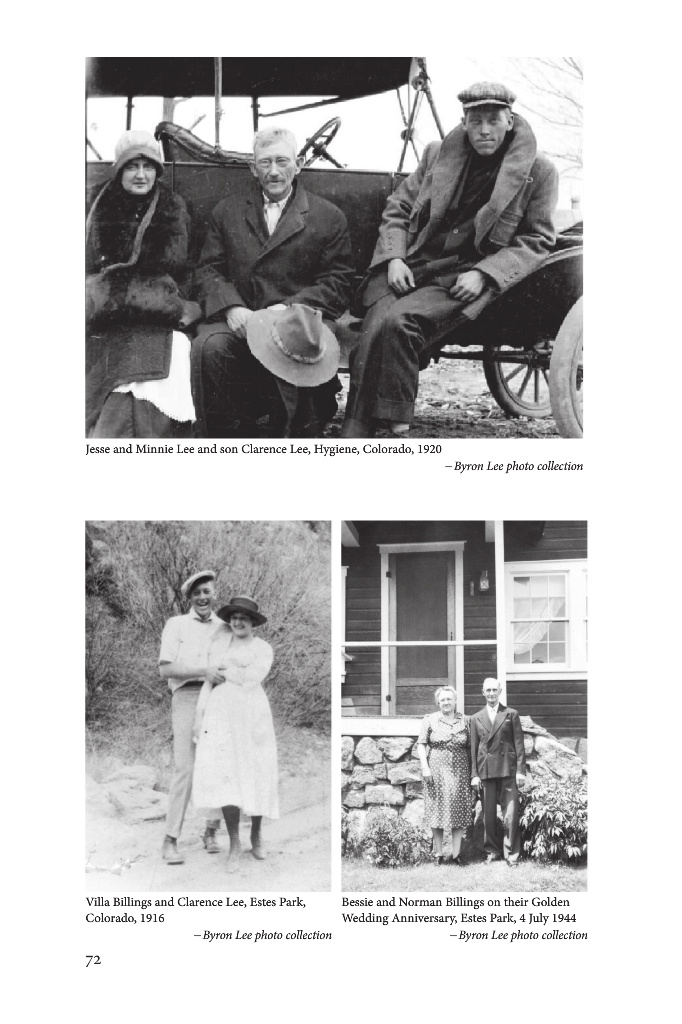 Jesse and Minnie Lee and son Clarence Lee, Hygiene, Colorado, 1920
—Byron Lee photo collection
Villa Billings and Clarence Lee, Estes Park,
Colorado, 1916
—Byron Lee photo collection
Bessie and Norman Billings on their Golden
Wedding Anniversary, Estes Park, 4 July 1944
—Byron Lee photo collection
72